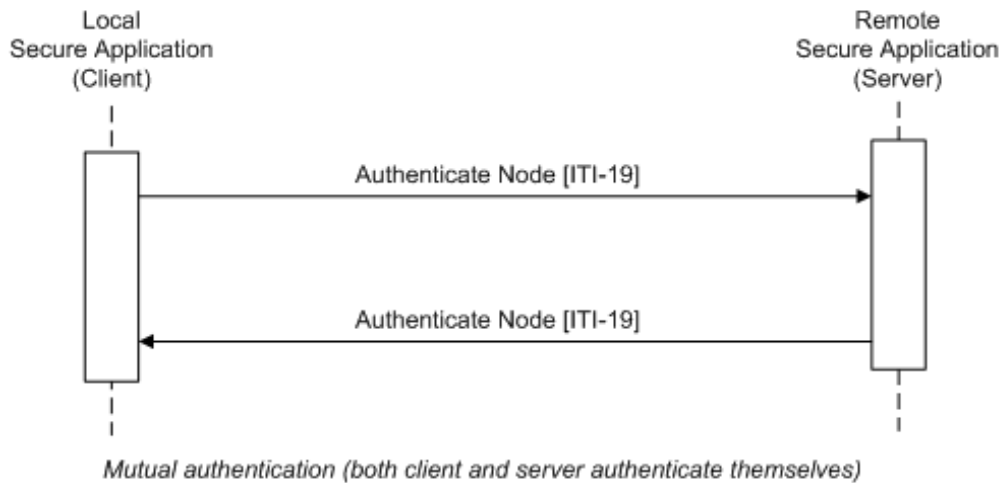 Local
Secure Application
(Client)
Remote
Secure Application
(Server)
Authenticate Node [ITI-19]
Authenticate Node [ITI-19]
Mutual authentication (both client and server authenticate themselves)